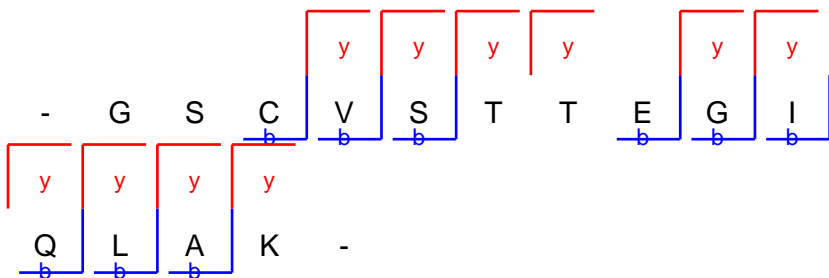 y y y y y y
- G S C V S T T E G I
b b b b b b
y y y y
Q L A K -
b b b